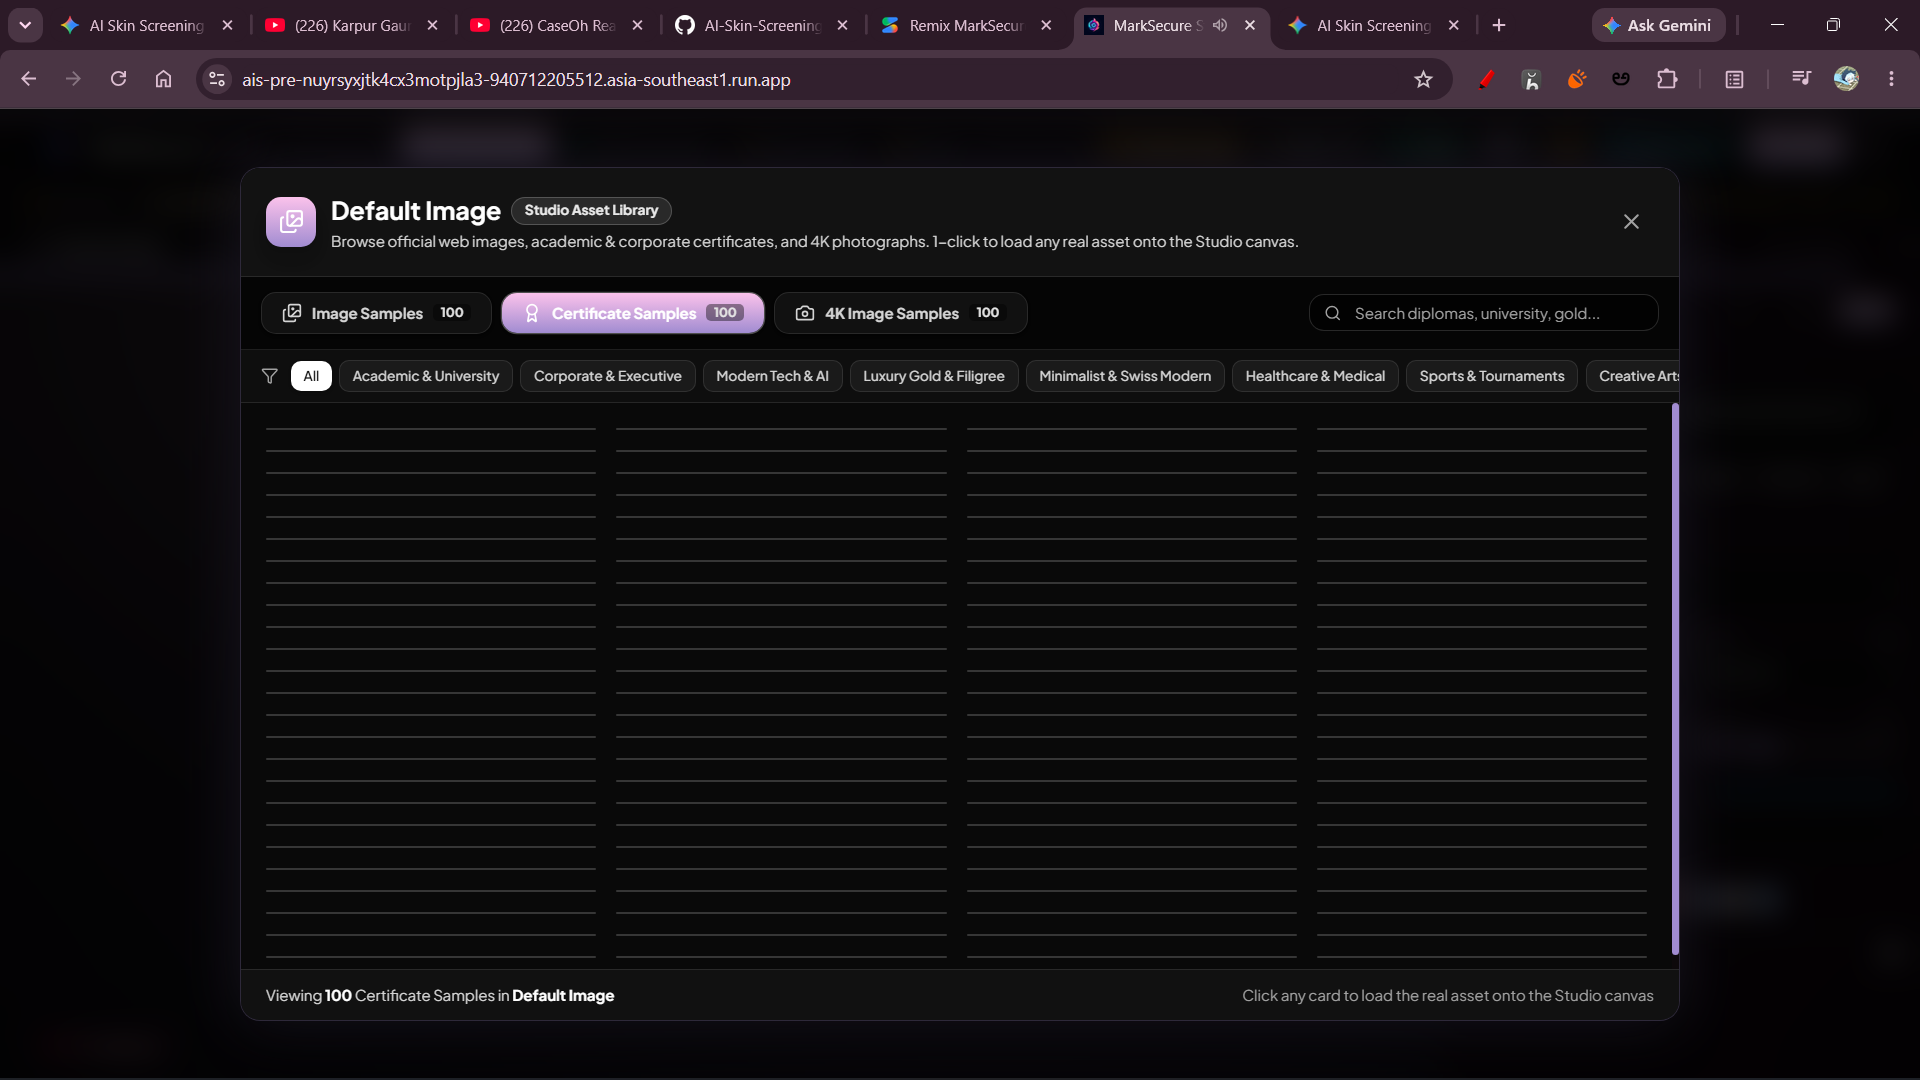 AI Skin Screening
(226) Karpur Gaur
(226) CaseOh Rea
AI-Skin-Screening
Remix MarkSecur
MarkSecure S
AI Skin Screening
Ask Gemini
ais-pre-nuyrsyxjtk4cx3motpjla3-940712205512.asia-southeast1.run.app
Default Image
Studio Asset Library
Browse official web images, academic & corporate certificates, and 4K photographs. 1-click to load any real asset onto the Studio canvas.
Image Samples 100
Certificate Samples 100
4K Image Samples 100
Search diplomas, university, gold...
All
Academic & University
Corporate & Executive
Modern Tech & AI
Luxury Gold & Filigree
Minimalist & Swiss Modern
Healthcare & Medical
Sports & Tournaments
Creative Arts
Viewing 100 Certificate Samples in Default Image
Click any card to load the real asset onto the Studio canvas